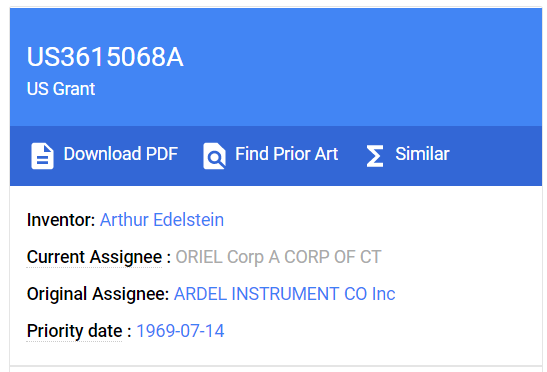 US3615068A
US Grant
Download PDF Find Prior Art Similar
Inventor: Arthur Edelstein
Current Assignee : ORIEL Corp A CORP OF CT
Original Assignee: ARDEL INSTRUMENT CO Inc
Priority date : 1969-07-14